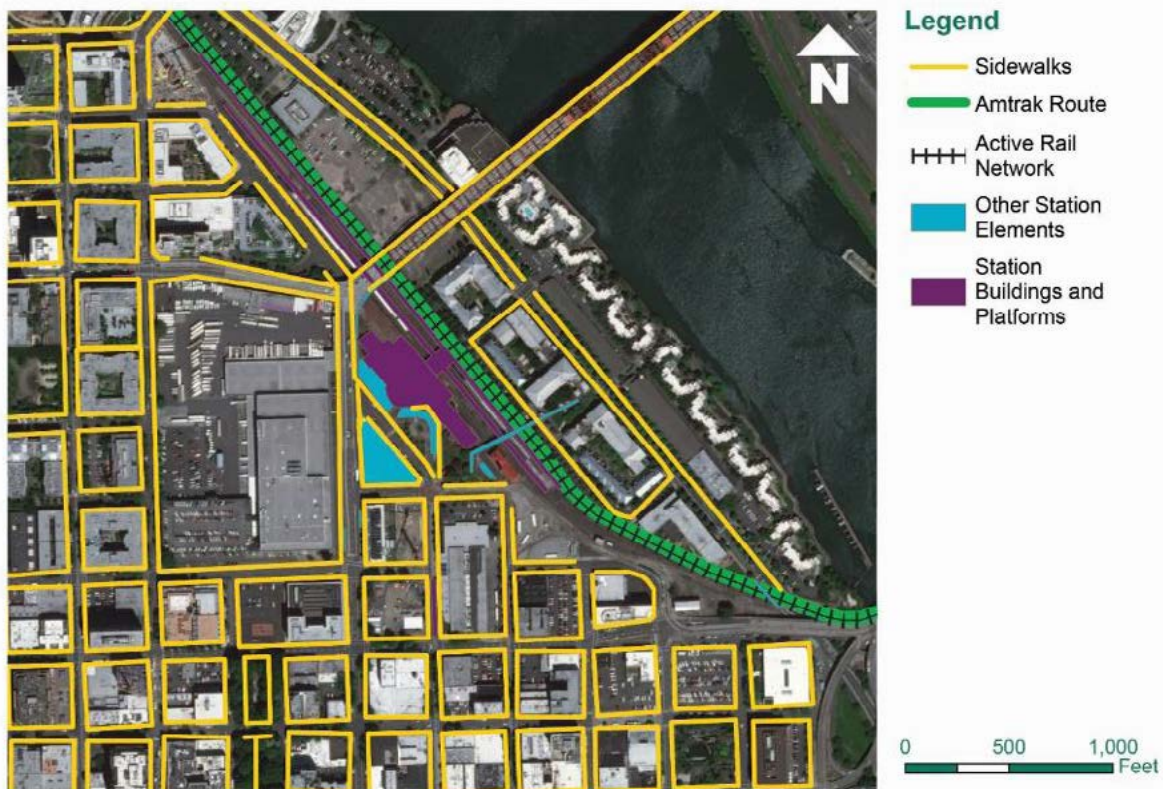 N
Legend
Sidewalks
Amtrak Route
Active Rail
Network
Other Station
Elements
Station
Buildings and
Platforms
0 500 1,000
Feet